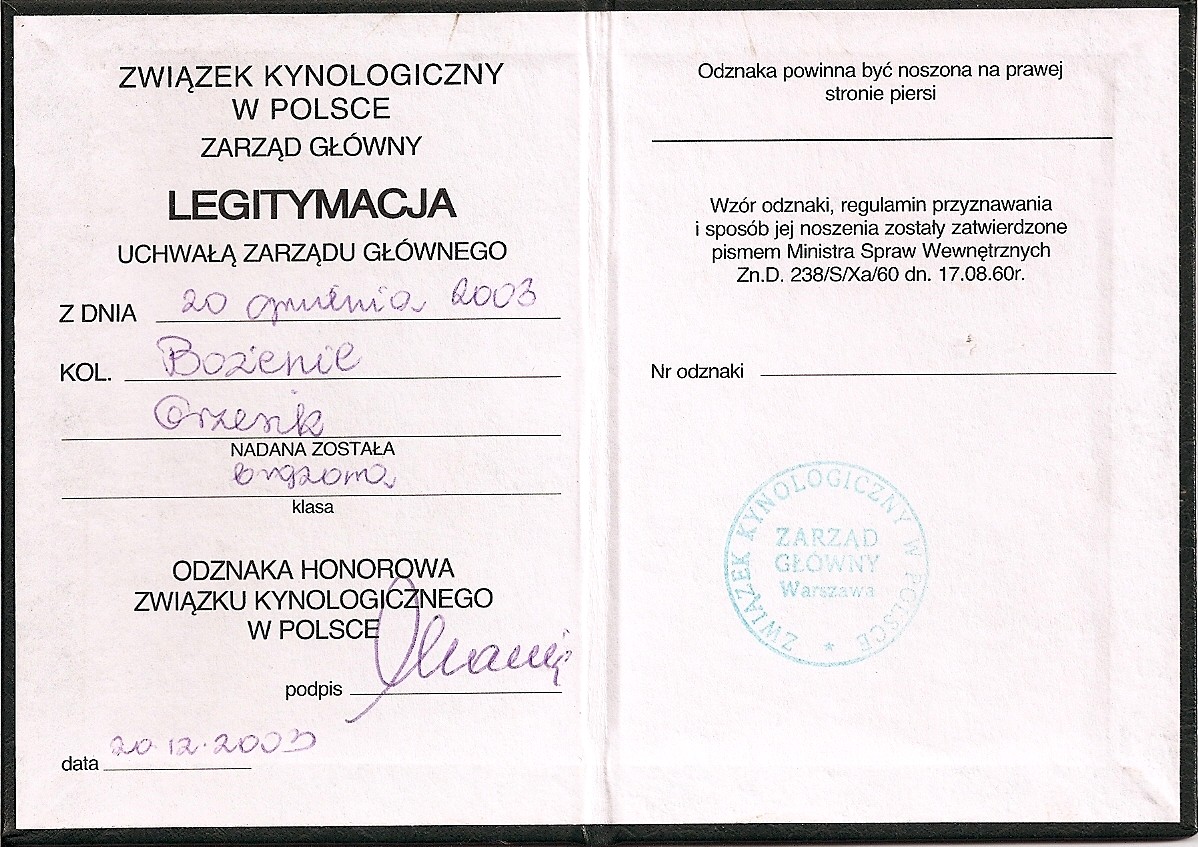 ZWIĄZEK KYNOLOGICZNY
W POLSCE
ZARZĄD GŁÓWNY
LEGITYMACJA
UCHWAŁĄ ZARZĄDU GŁÓWNEGO
Z DNIA 20 grudnia 2003
KOL. Bożenie
NADANA ZOSTAŁA
brązowa
klasa
ODZNAKA HONOROWA
ZWIĄZKU KYNOLOGICZNEGO
W POLSCE
podpis
data 20.12.2003
Odznaka powinna być noszona na prawej
stronie piersi
Wzór odznaki, regulamin przyznawania
i sposób jej noszenia zostały zatwierdzone
pismem Ministra Spraw Wewnętrznych
Zn.D. 238/S/Xa/60 dn. 17.08.60r.
Nr odznaki
ZWIĄZEK KYNOLOGICZNY W POLSCE
ZARZĄD
GŁÓWNY
Warszawa